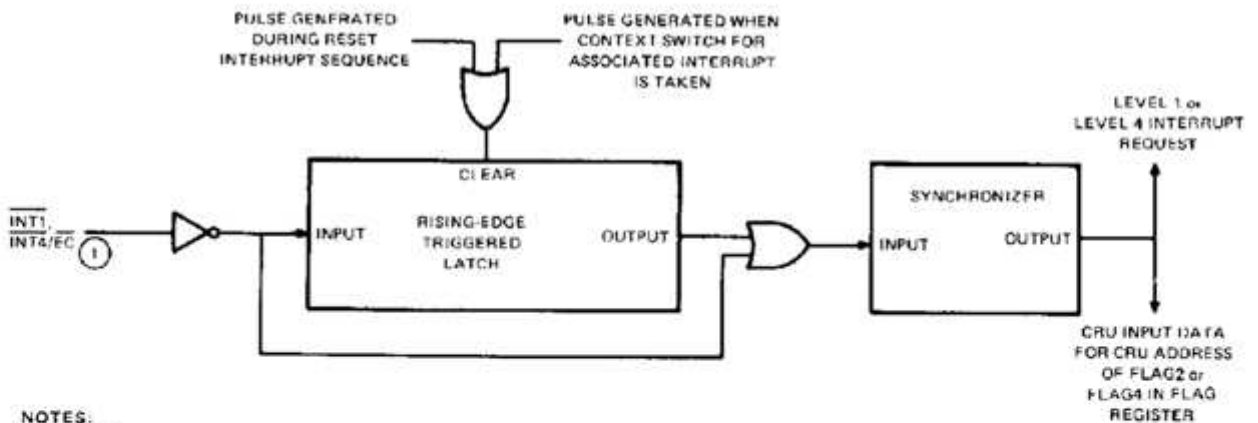 PULSE GENERATED
DURING RESET
INTERRUPT SEQUENCE
PULSE GENERATED WHEN
CONTEXT SWITCH FOR
ASSOCIATED INTERRUPT
IS TAKEN
LEVEL 1 or
LEVEL 4 INTERRUPT
REQUEST
CLEAR
SYNCHRONIZER
INT1,
INT4/EC
1
INPUT
RISING-EDGE
TRIGGERED
LATCH
OUTPUT
INPUT
OUTPUT
CRU INPUT DATA
FOR CRU ADDRESS
OF FLAG2 or
FLAG4 IN FLAG
REGISTER
NOTES: